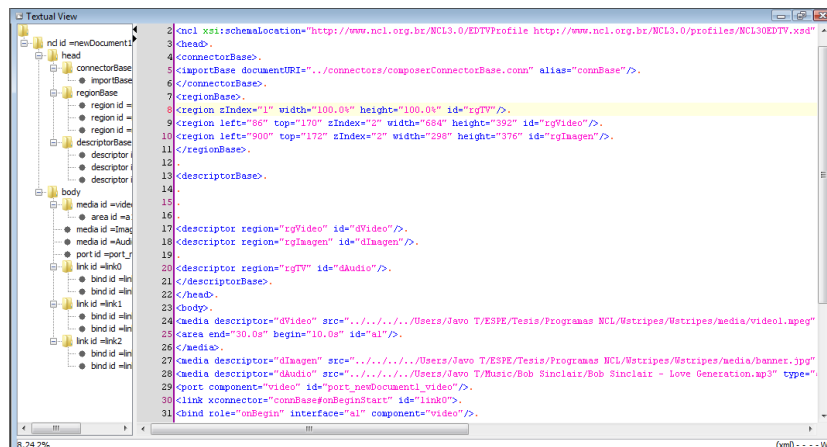 Textual View
ncl id =newDocument1
head
connectorBase
importBase
regionBase
region id =
region id =
region id =
descriptorBase
descriptor i
descriptor i
descriptor i
body
media id =vide
area id =a
media id =Imag
media id =Audi
port id =port_r
link id =link0
bind id =lin
bind id =lin
link id =link1
bind id =lin
bind id =lin
link id =link2
bind id =lin
bind id =lin
2 <ncl xsi:schemaLocation="http://www.ncl.org.br/NCL3.0/EDTVProfile http://www.ncl.org.br/NCL3.0/profiles/NCL30EDTV.xsd"
3 <head>.
4 <connectorBase>.
5 <importBase documentURI="../connectors/composerConnectorBase.conn" alias="connBase"/>.
6 </connectorBase>.
7 <regionBase>.
8 <region zIndex="1" width="100.0%" height="100.0%" id="rgTV"/>.
9 <region left="86" top="170" zIndex="2" width="684" height="392" id="rgVideo"/>.
10 <region left="900" top="172" zIndex="2" width="298" height="376" id="rgImagen"/>.
11 </regionBase>.
12 .
13 <descriptorBase>.
14 .
15 .
16 .
17 <descriptor region="rgVideo" id="dVideo"/>.
18 <descriptor region="rgImagen" id="dImagen"/>.
19 .
20 <descriptor region="rgTV" id="dAudio"/>.
21 </descriptorBase>.
22 </head>.
23 <body>.
24 <media descriptor="dVideo" src="../../../../Users/Javo T/ESPE/Tesis/Programas NCL/Wstripes/Wstripes/media/video1.mpeg"
25 <area end="30.0s" begin="10.0s" id="a1"/>.
26 </media>.
27 <media descriptor="dImagen" src="../../../../Users/Javo T/ESPE/Tesis/Programas NCL/Wstripes/Wstripes/media/banner.jpg"
28 <media descriptor="dAudio" src="../../../../Users/Javo T/Music/Bob Sinclair/Bob Sinclair - Love Generation.mp3" type="
29 <port component="video" id="port_newDocument1_video"/>.
30 <link xconnector="connBase#onBeginStart" id="link0">.
31 <bind role="onBegin" interface="a1" component="video"/>.
8,24 2%
(xml) - - - - W